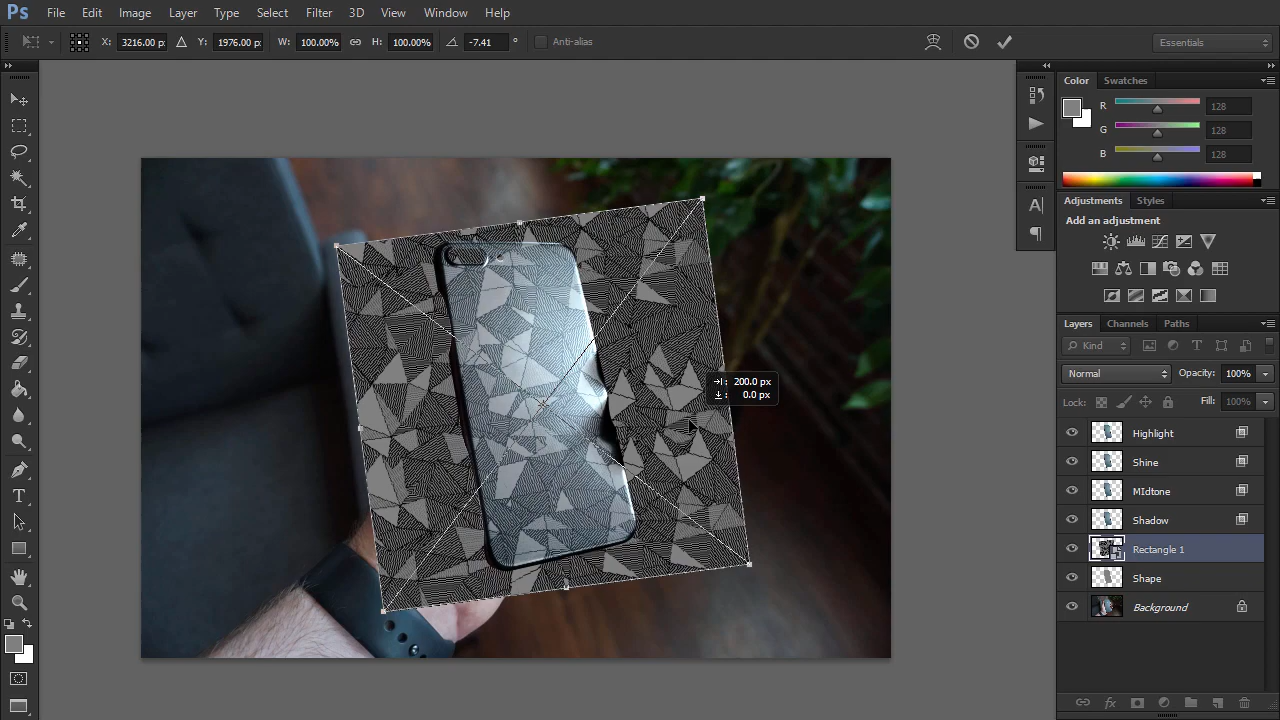 Ps File Edit Image Layer Type Select Filter 3D View Window Help
X: 3216.00 px Y: 1976.00 px W: 100.00% H: 100.00% -7.41 ° Anti-alias Essentials
Color Swatches
R 128
G 128
B 128
Adjustments Styles
Add an adjustment
Layers Channels Paths
Kind
Normal Opacity: 100%
Lock: Fill: 100%
Highlight
Shine
MIdtone
Shadow
Rectangle 1
Shape
Background
200.0 px
0.0 px